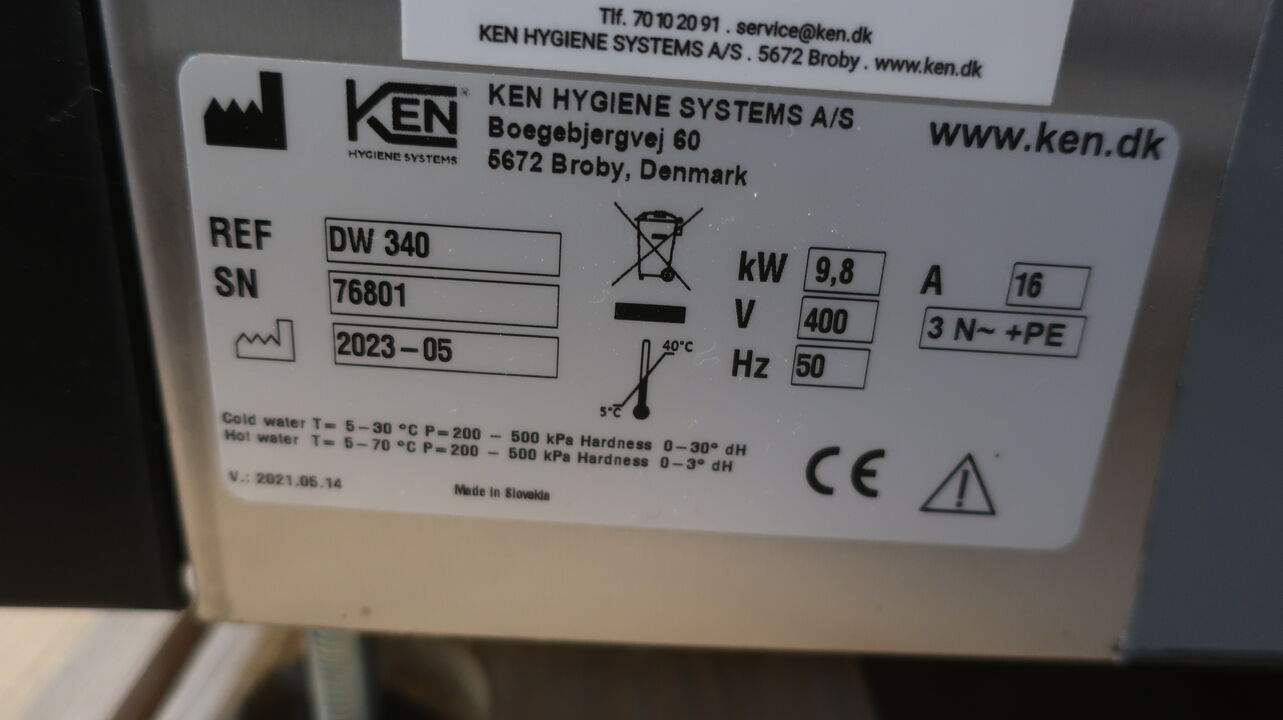 Tlf. 70 10 20 91 . service@ken.dk
KEN HYGIENE SYSTEMS A/S . 5672 Broby . www.ken.dk
KEN
HYGIENE SYSTEMS
KEN HYGIENE SYSTEMS A/S
Boegebjergvej 60
5672 Broby, Denmark
www.ken.dk
REF DW 340
SN 76801
2023-05
40°C
5°C
kW 9,8 A 16
V 400 3 N~ +PE
Hz 50
Cold water T= 5-30 °C P=200 - 500 kPa Hardness 0-30° dH
Hot water T= 5-70 °C P=200 - 500 kPa Hardness 0-3° dH
V.: 2021.05.14
Made in Slovakia
CE